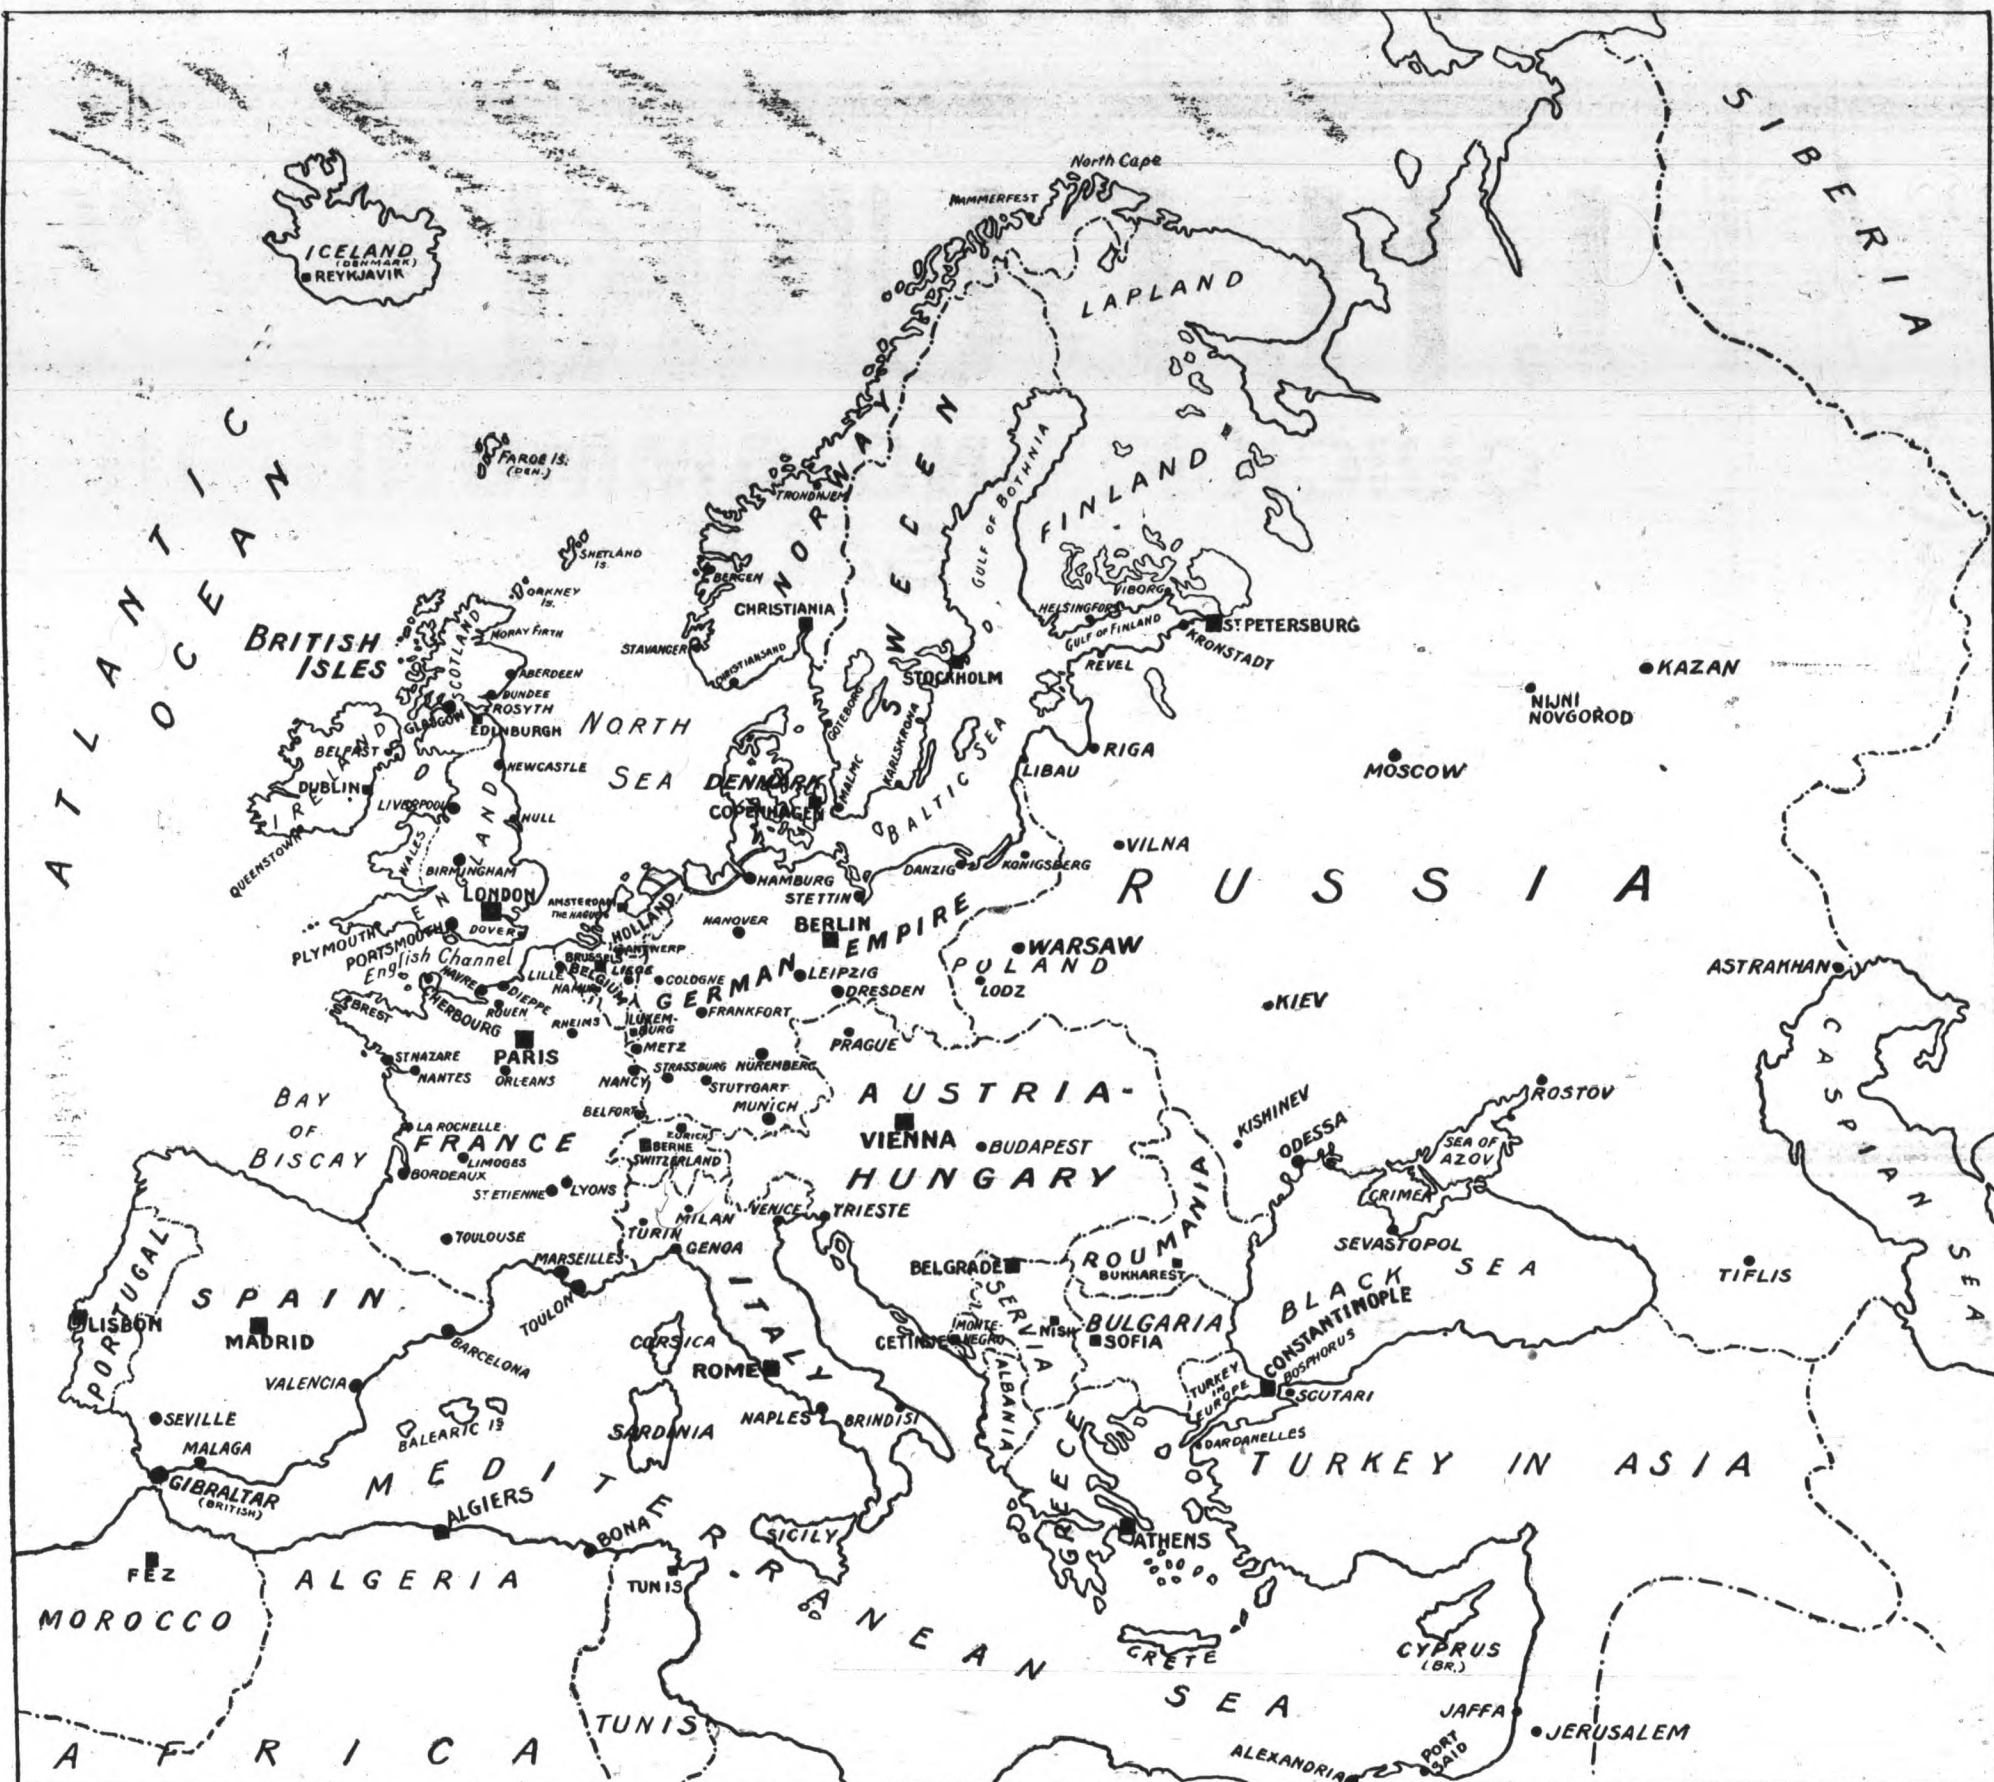 SIBERIA
North Cape
HAMMERFEST
ICELAND
(DENMARK)
REYKJAVIK
LAPLAND
ATLANTIC
OCEAN
FAROE IS.
(DEN.)
NORWAY
SWECEN
TRONDHJEM
GULF OF BOTHNIA
FINLAND
SHETLAND
IS.
ORKNEY
IS.
BERGEN
CHRISTIANIA
VIBORG
HELSINGFORS
GULF OF FINLAND
ST. PETERSBURG
KRONSTADT
REVEL
BRITISH
ISLES
SCOTLAND
MORAY FIRTH
STAVANGER
CHRISTIANSAND
STOCKHOLM
ABERDEEN
DUNDEE
ROSYTH
GLASGOW
EDINBURGH
NORTH
SEA
GÖTEBORG
KARLSKRONA
BALTIC SEA
KAZAN
NIJNI
NOVGOROD
MOSCOW
RIGA
LIBAU
IRELAND
BELFAST
DUBLIN
NEWCASTLE
LIVERPOOL
HULL
ENGLAND
WALES
QUEENSTOWN
BIRMINGHAM
LONDON
DENMARK
COPENHAGEN
MALMC
VILNA
RUSSIA
DANZIG
KÖNIGSBERG
HAMBURG
STETTIN
AMSTERDAM
THE HAGUE
HOLLAND
HANOVER
BERLIN
GERMAN EMPIRE
PLYMOUTH
PORTSMOUTH
DOVER
English Channel
ANTWERP
BRUSSELS
BELGIUM
LIEGE
LILLE
NAMUR
COLOGNE
LEIPZIG
DRESDEN
WARSAW
POLAND
LODZ
ASTRAKHAN
KIEV
HAVRE
DIEPPE
CHERBOURG
ROUEN
BREST
RHEIMS
LUXEM-
BURG
FRANKFORT
PARIS
METZ
PRAGUE
ST NAZARE
NANTES
ORLEANS
NANCY
STRASSBURG
NÜREMBERG
STUTTGART
MUNICH
BELFORT
AUSTRIA-
HUNGARY
VIENNA
BUDAPEST
KISHINEV
ODESSA
ROSTOV
SEA OF
AZOV
CRIMEA
SEVASTOPOL
CASPIAN SEA
BAY
OF
BISCAY
LA ROCHELLE
FRANCE
LIMOGES
BORDEAUX
ST ETIENNE
LYONS
ZURICH
BERNE
SWITZERLAND
MILAN
VENICE
TRIESTE
TURIN
GENOA
TOULOUSE
MARSEILLES
TOULON
PORTUGAL
LISBON
SPAIN
MADRID
BARCELONA
VALENCIA
SEVILLE
MALAGA
GIBRALTAR
(BRITISH)
BALEARIC IS
CORSICA
SARDINIA
ITALY
ROME
NAPLES
BRINDISI
BELGRADE
SERVIA
ROUMANIA
BUKHAREST
MONTE-
NEGRO
CETINJE
NISH
BULGARIA
SOFIA
ALBANIA
BLACK SEA
TIFLIS
CONSTANTINOPLE
BOSPHORUS
SCUTARI
TURKEY
IN
EUROPE
DARDANELLES
TURKEY IN ASIA
GREECE
ATHENS
MEDITERRANEAN SEA
SICILY
ALGIERS
BONA
FEZ
MOROCCO
ALGERIA
TUNIS
TUNIS
AFRICA
CRETE
CYPRUS
(BR.)
JAFFA
JERUSALEM
ALEXANDRIA
PORT
SAID